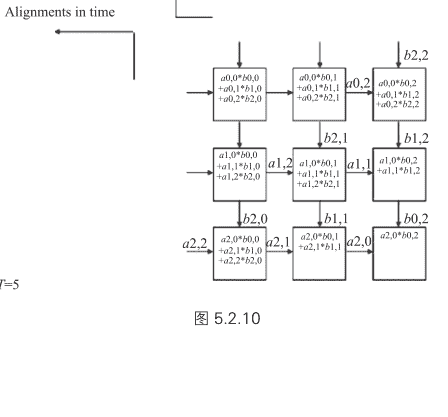 Alignments in time
b2,2
a0,0*b0,0
+a0,1*b1,0
+a0,2*b2,0
a0,0*b0,1
+a0,1*b1,1
+a0,2*b2,1
a0,2
a0,0*b0,2
+a0,1*b1,2
+a0,2*b2,2
b2,1
b1,2
a1,0*b0,0
+a1,1*b1,0
+a1,2*b2,0
a1,2
a1,0*b0,1
+a1,1*b1,1
+a1,2*b2,1
a1,1
a1,0*b0,2
+a1,1*b1,2
b2,0
b1,1
b0,2
a2,2
a2,0*b0,0
+a2,1*b1,0
+a2,2*b2,0
a2,1
a2,0*b0,1
+a2,1*b1,1
a2,0
a2,0*b0,2
T=5
图 5.2.10